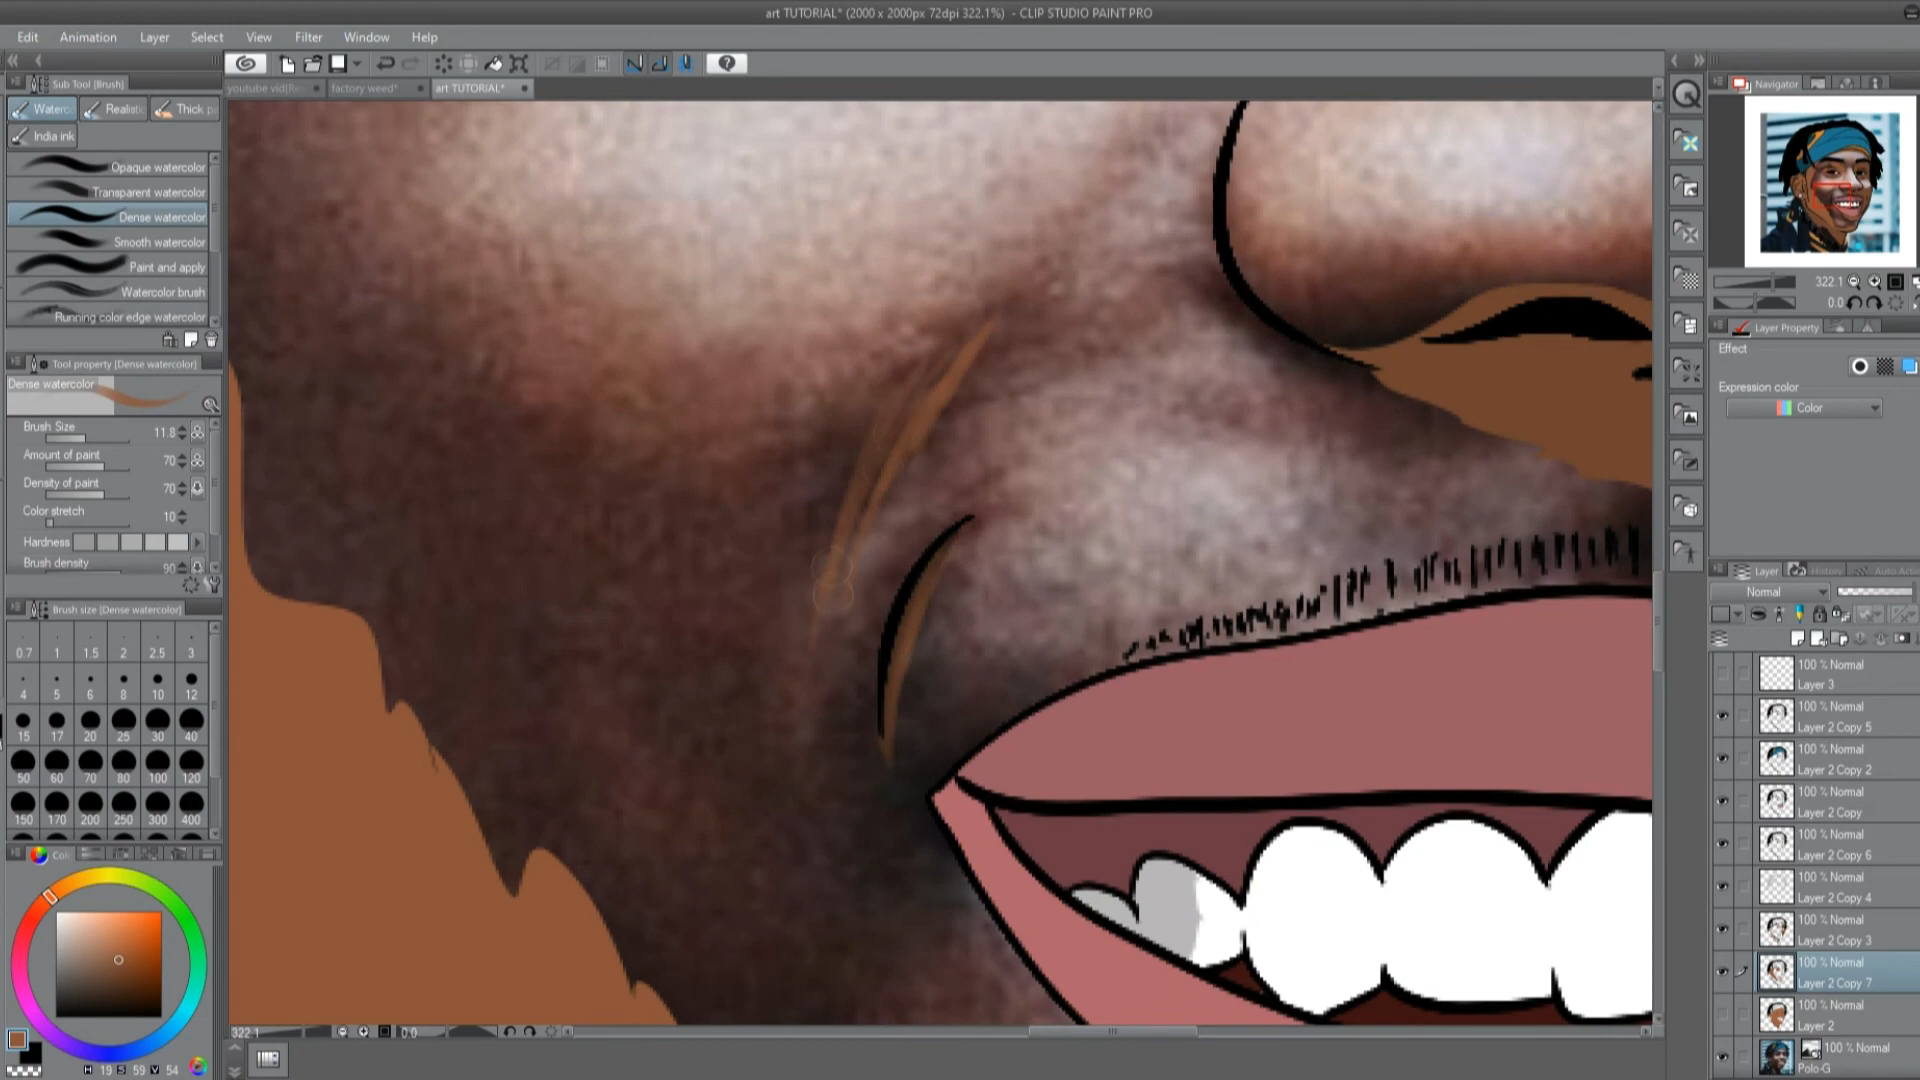 art TUTORIAL* (2000 x 2000px 72dpi 322.1%) - CLIP STUDIO PAINT PRO
Edit Animation Layer Select View Filter Window Help
Sub Tool [Brush]
Realistic Thick
India ink
Opaque watercolor
Transparent watercolor
Dense watercolor
Smooth watercolor
Paint and apply
Watercolor brush
Running color edge watercolor
Tool property [Dense watercolor]
Dense watercolor
Brush Size 11.8
Amount of paint 70
Density of paint 70
Color stretch 10
Hardness
Brush density 90
Brush size [Dense watercolor]
0.7 1 1.5 2 2.5 3
4 5 6 8 10 12
15 17 20 25 30 40
50 60 70 80 100 120
150 170 200 250 300 400
H 19 S 59 V 54
factory weed* art TUTORIAL*
322.1 0.0
Navigator
322.1
0.0
Layer Property
Effect
Expression color
Color
Layer History Auto Actio
Normal
100 % Normal
Layer 3
100 % Normal
Layer 2 Copy 5
100 % Normal
Layer 2 Copy 2
100 % Normal
Layer 2 Copy
100 % Normal
Layer 2 Copy 6
100 % Normal
Layer 2 Copy 4
100 % Normal
Layer 2 Copy 3
100 % Normal
Layer 2 Copy 7
100 % Normal
Layer 2
100 % Normal
Polo-G